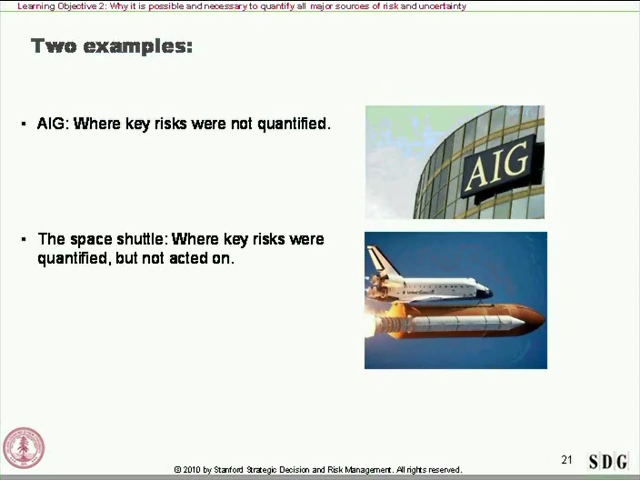 Learning Objective 2: Why it is possible and necessary to quantify all major sources of risk and uncertainty
Two examples:
▪ AIG: Where key risks were not quantified.
AIG
▪ The space shuttle: Where key risks were
quantified, but not acted on.
21
SDG
© 2010 by Stanford Strategic Decision and Risk Management. All rights reserved.